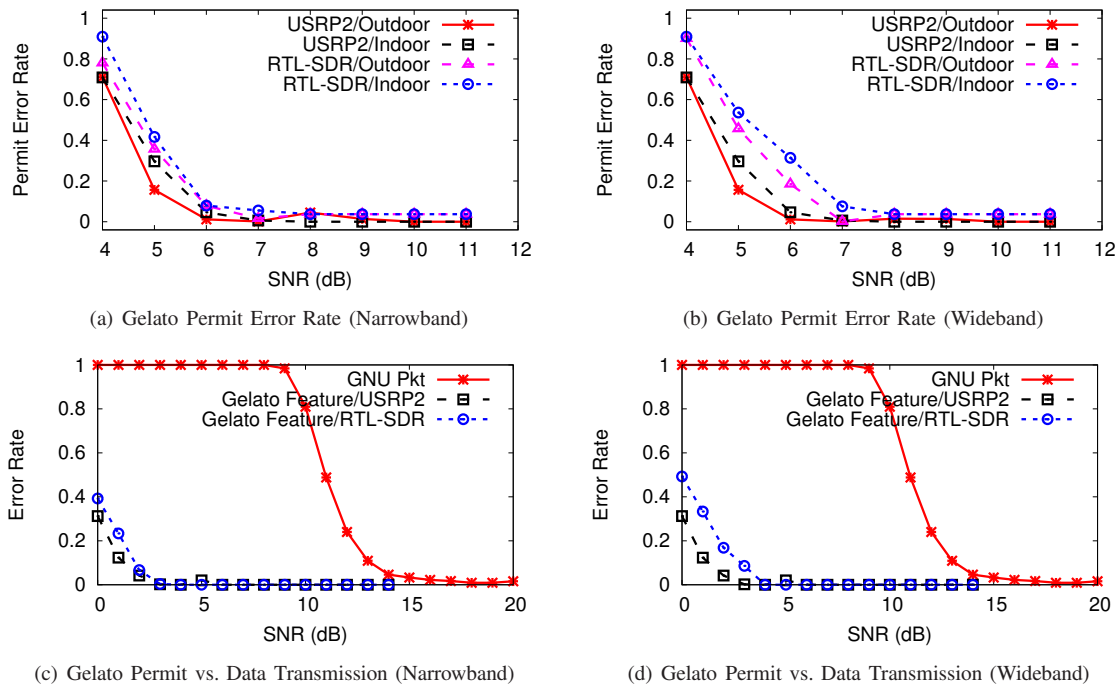 USRP2/Outdoor
USRP2/Indoor
RTL-SDR/Outdoor
RTL-SDR/Indoor
Permit Error Rate
1
0.8
0.6
0.4
0.2
0
4 5 6 7 8 9 10 11 12
SNR (dB)
(a) Gelato Permit Error Rate (Narrowband)
USRP2/Outdoor
USRP2/Indoor
RTL-SDR/Outdoor
RTL-SDR/Indoor
Permit Error Rate
1
0.8
0.6
0.4
0.2
0
4 5 6 7 8 9 10 11 12
SNR (dB)
(b) Gelato Permit Error Rate (Wideband)
GNU Pkt
Gelato Feature/USRP2
Gelato Feature/RTL-SDR
Error Rate
1
0.8
0.6
0.4
0.2
0
0 5 10 15 20
SNR (dB)
(c) Gelato Permit vs. Data Transmission (Narrowband)
GNU Pkt
Gelato Feature/USRP2
Gelato Feature/RTL-SDR
Error Rate
1
0.8
0.6
0.4
0.2
0
0 5 10 15 20
SNR (dB)
(d) Gelato Permit vs. Data Transmission (Wideband)